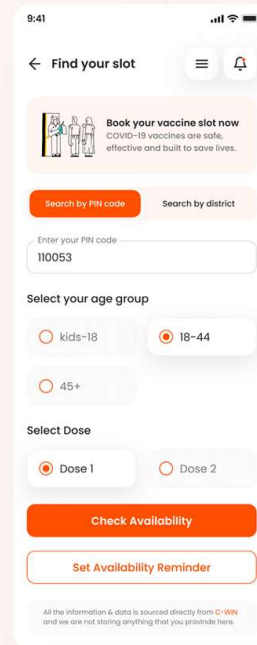 9:41
Find your slot
Book your vaccine slot now
COVID-19 vaccines are safe,
effective and built to save lives.
Search by PIN code
Search by district
Enter your PIN code
110053
Select your age group
kids-18
18-44
45+
Select Dose
Dose 1
Dose 2
Check Availability
Set Availability Reminder
All the information & data is sourced directly from C-WIN
and we are not storing anything that you provinde here.